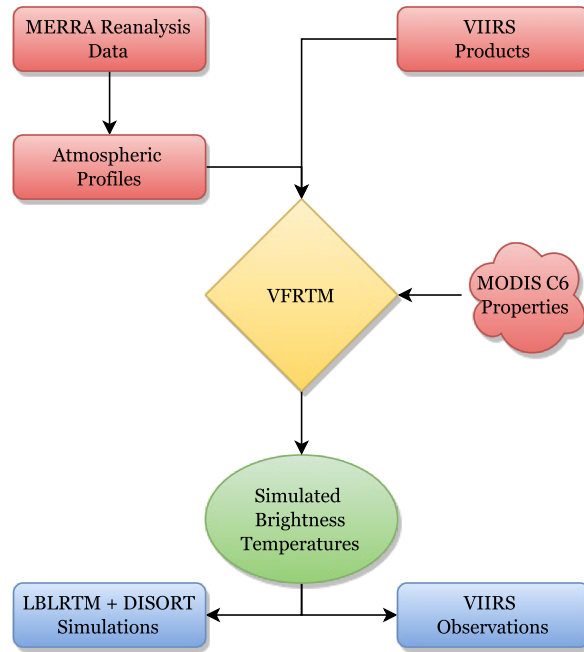 MERRA Reanalysis
Data
VIIRS
Products
Atmospheric
Profiles
VFRTM
MODIS C6
Properties
Simulated
Brightness
Temperatures
LBLRTM + DISORT
Simulations
VIIRS
Observations